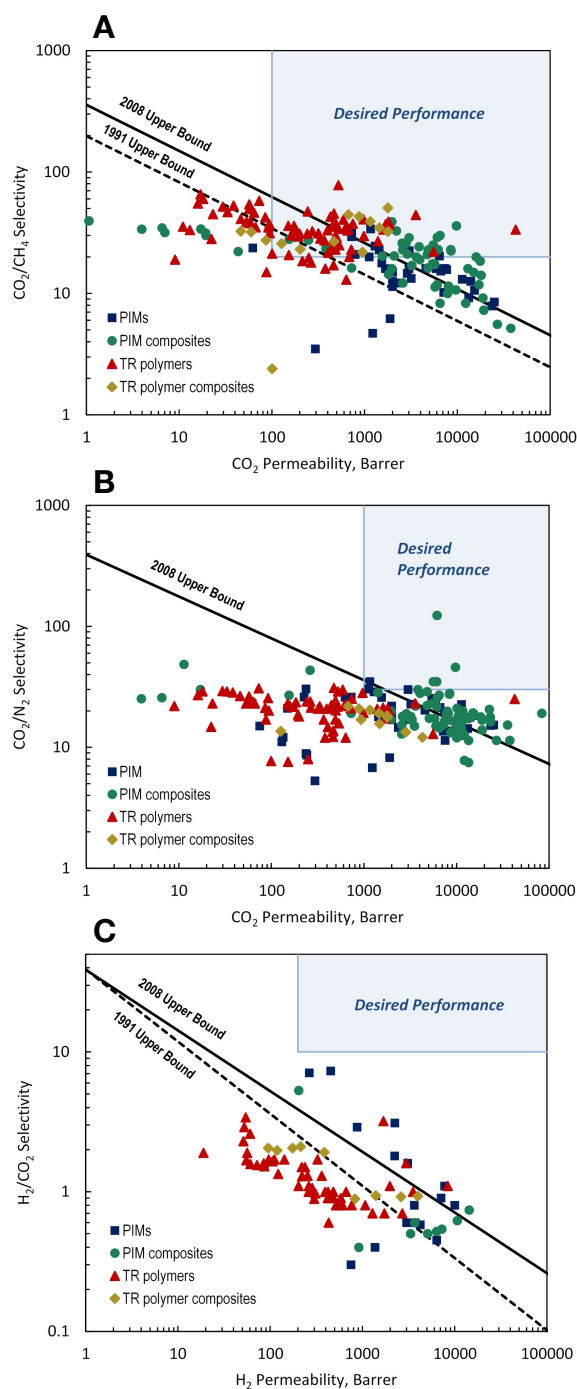 A
1000
100
10
1
CO₂/CH₄ Selectivity
2008 Upper Bound
1991 Upper Bound
Desired Performance
PIMs
PIM composites
TR polymers
TR polymer composites
1 10 100 1000 10000 100000
CO₂ Permeability, Barrer
B
1000
100
10
1
CO₂/N₂ Selectivity
2008 Upper Bound
Desired
Performance
PIM
PIM composites
TR polymers
TR polymer composites
1 10 100 1000 10000 100000
CO₂ Permeability, Barrer
C
10
1
0.1
H₂/CO₂ Selectivity
2008 Upper Bound
1991 Upper Bound
Desired Performance
PIMs
PIM composites
TR polymers
TR polymer composites
1 10 100 1000 10000 100000
H₂ Permeability, Barrer